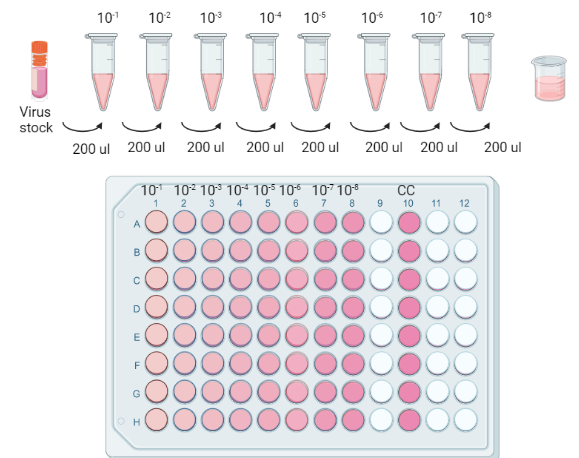 10⁻¹ 10⁻² 10⁻³ 10⁻⁴ 10⁻⁵ 10⁻⁶ 10⁻⁷ 10⁻⁸
Virus
stock
200 ul 200 ul 200 ul 200 ul 200 ul 200 ul 200 ul 200 ul
10⁻¹ 10⁻² 10⁻³ 10⁻⁴ 10⁻⁵ 10⁻⁶ 10⁻⁷ 10⁻⁸ CC
1 2 3 4 5 6 7 8 9 10 11 12
A
B
C
D
E
F
G
H